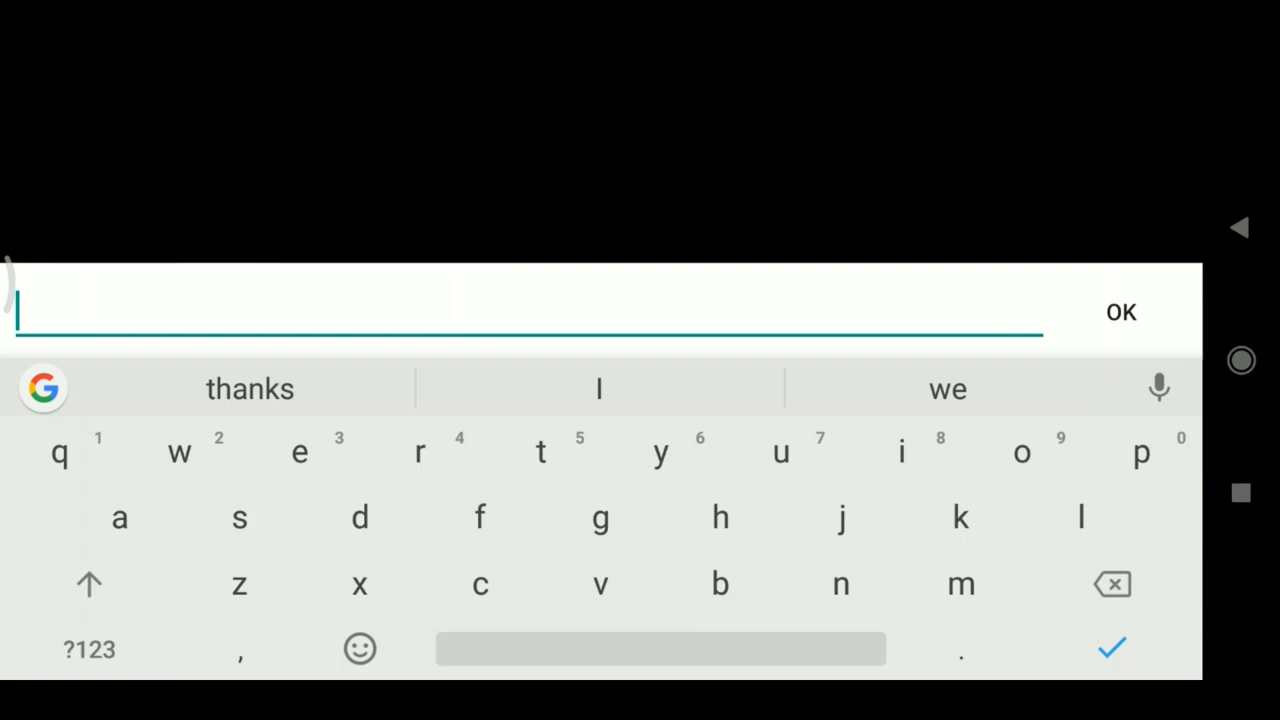 OK
thanks I we
q 1 w 2 e 3 r 4 t 5 y 6 u 7 i 8 o 9 p 0
a s d f g h j k l
z x c v b n m
?123 , .